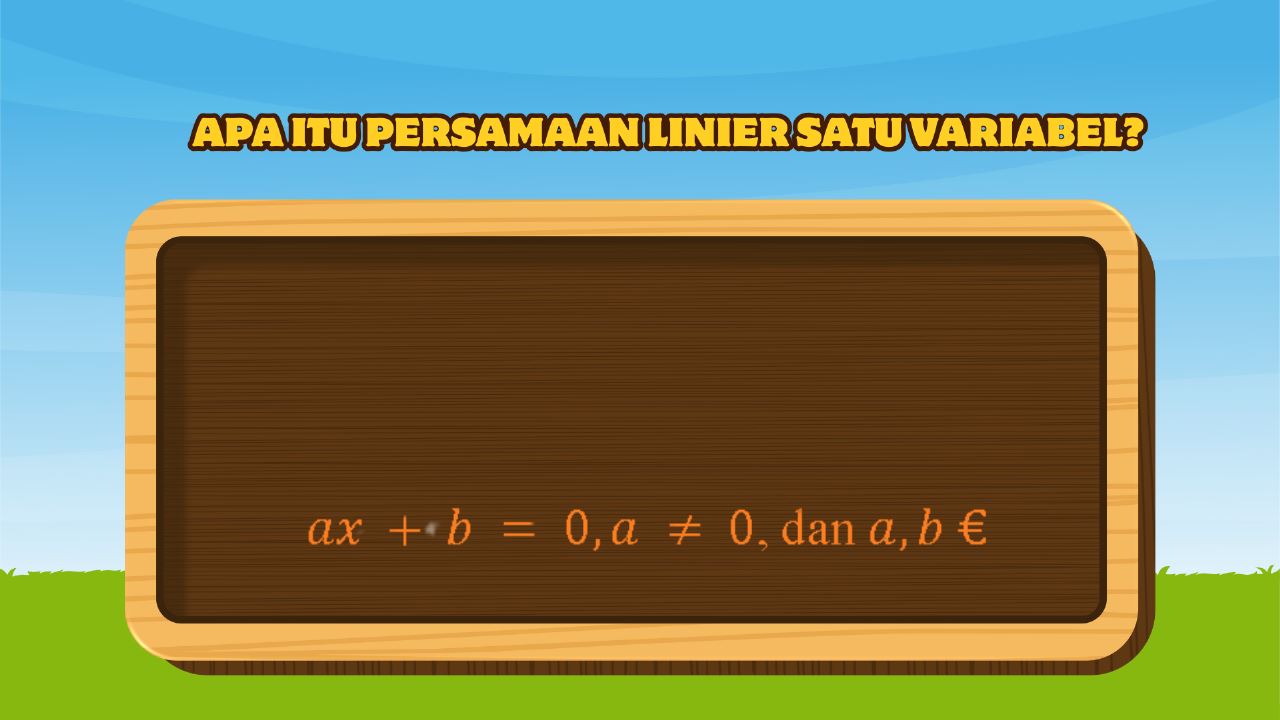 APA ITU PERSAMAAN LINIER SATU VARIABEL?
ax + b = 0, a ≠ 0, dan a, b €